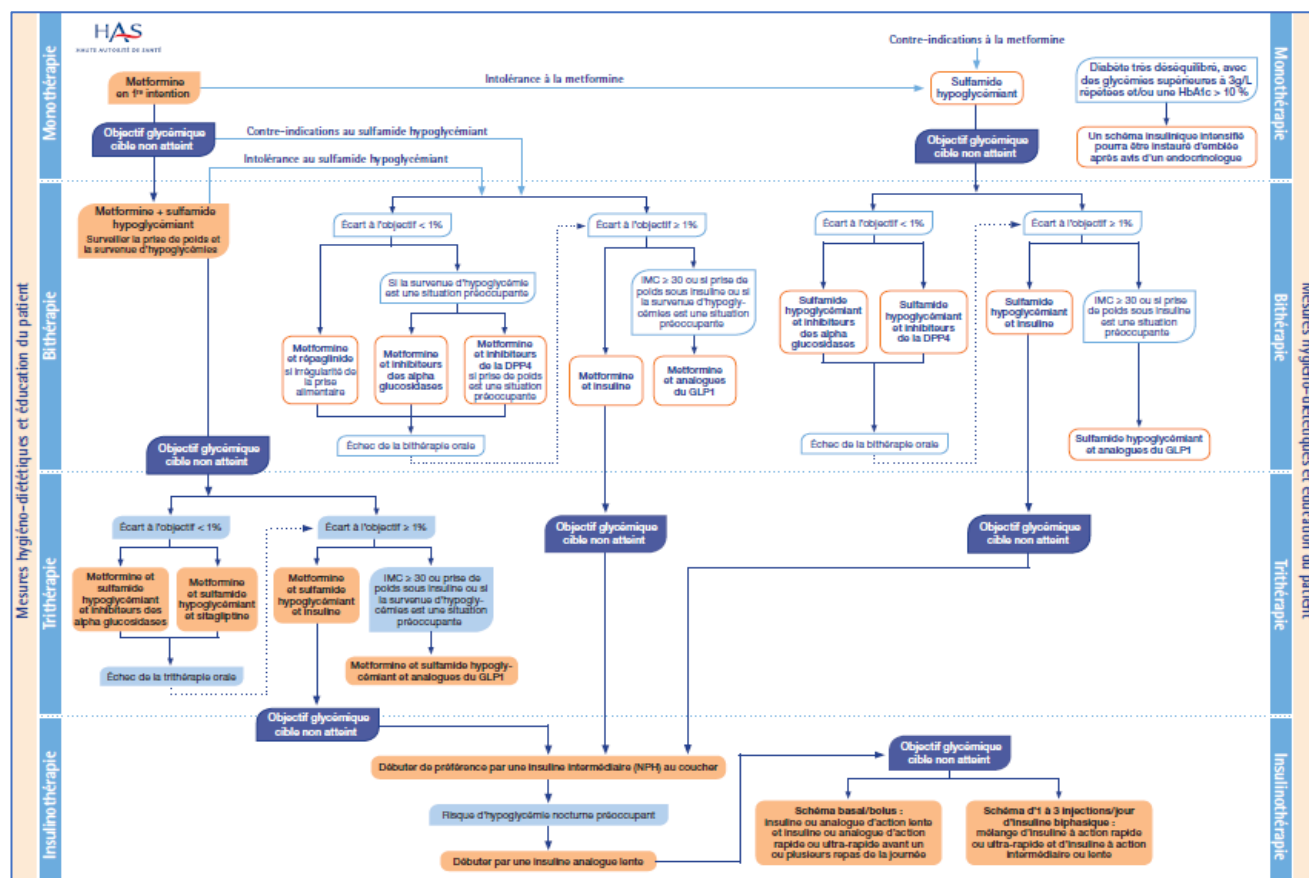 HAS
HAUTE AUTORITÉ DE SANTÉ
Mesures hygiéno-diététiques et éducation du patient
Monothérapie
Metformine
en 1re intention
Intolérance à la metformine
Contre-indications à la metformine
Sulfamide
hypoglycémiant
Diabète très déséquilibré, avec
des glycémies supérieures à 3g/L
répétées et/ou une HbA1c > 10 %
Monothérapie
Objectif glycémique
cible non atteint
Contre-indications au sulfamide hypoglycémiant
Intolérance au sulfamide hypoglycémiant
Objectif glycémique
cible non atteint
Un schéma insulinique intensifié
pourra être instauré d'emblée
après avis d'un endocrinologue
Bithérapie
Metformine + sulfamide
hypoglycémiant
Surveiller la prise de poids et
la survenue d'hypoglycémies
Écart à l'objectif < 1%
Écart à l'objectif ≥ 1%
Écart à l'objectif < 1%
Écart à l'objectif ≥ 1%
Bithérapie
Si la survenue d'hypoglycémie
est une situation préoccupante
IMC ≥ 30 ou si prise de
poids sous insuline ou si
la survenue d'hypogly-
cémies est une situation
préoccupante
Sulfamide
hypoglycémiant
et inhibiteurs
des alpha
glucosidases
Sulfamide
hypoglycémiant
et inhibiteurs
de la DPP4
Sulfamide
hypoglycémiant
et insuline
IMC ≥ 30 ou si prise
de poids sous insuline
est une situation
préoccupante
Metformine
et répaglinide
si irrégularité de
la prise
alimentaire
Metformine
et inhibiteurs
des alpha
glucosidases
Metformine
et inhibiteurs
de la DPP4
si prise de poids
est une situation
préoccupante
Metformine
et insuline
Metformine
et analogues
du GLP1
Échec de la bithérapie orale
Échec de la bithérapie orale
Sulfamide hypoglycémiant
et analogues du GLP1
Objectif glycémique
cible non atteint
Trithérapie
Écart à l'objectif < 1%
Écart à l'objectif ≥ 1%
Objectif glycémique
cible non atteint
Objectif glycémique
cible non atteint
Trithérapie
Metformine et
sulfamide
hypoglycémiant
et inhibiteurs des
alpha glucosidases
Metformine
et sulfamide
hypoglycémiant
et sitagliptine
Metformine
et sulfamide
hypoglycémiant
et insuline
IMC ≥ 30 ou prise de
poids sous insuline ou si
la survenue d'hypogly-
cémies est une situation
préoccupante
Échec de la trithérapie orale
Metformine et sulfamide hypogly-
cémiant et analogues du GLP1
Objectif glycémique
cible non atteint
Insulinothérapie
Débuter de préférence par une insuline intermédiaire (NPH) au coucher
Risque d'hypoglycémie nocturne préoccupant
Débuter par une insuline analogue lente
Objectif glycémique
cible non atteint
Schéma basal/bolus :
insuline ou analogue d'action lente
et insuline ou analogue d'action
rapide ou ultra-rapide avant un
ou plusieurs repas de la journée
Schéma d'1 à 3 injections/jour
d'insuline biphasique :
mélange d'insuline à action rapide
ou ultra-rapide et d'insuline à action
intermédiaire ou lente
Insulinothérapie
Mesures hygiéno-diététiques et éducation du patient